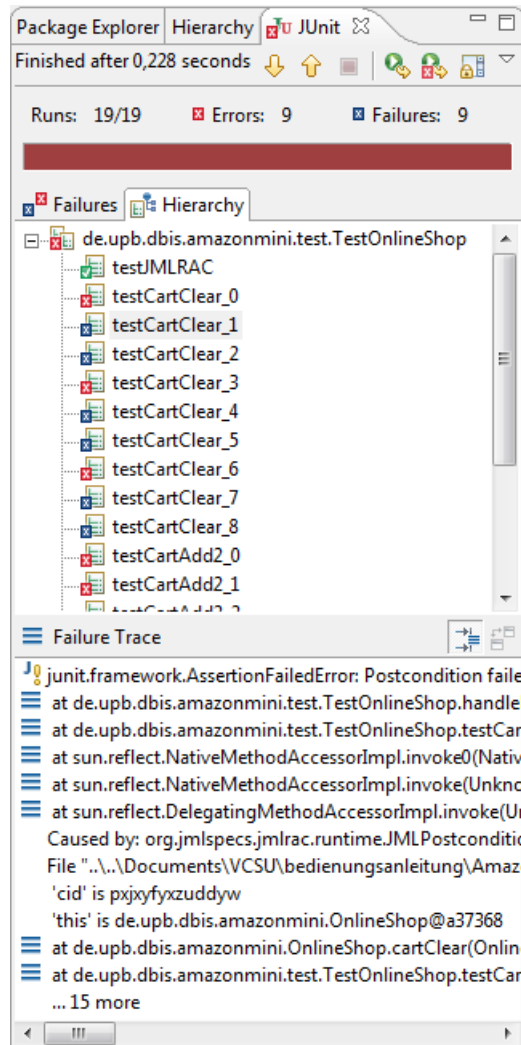 Package Explorer Hierarchy JUnit
Finished after 0,228 seconds
Runs: 19/19 Errors: 9 Failures: 9
Failures Hierarchy
de.upb.dbis.amazonmini.test.TestOnlineShop
testJMLRAC
testCartClear_0
testCartClear_1
testCartClear_2
testCartClear_3
testCartClear_4
testCartClear_5
testCartClear_6
testCartClear_7
testCartClear_8
testCartAdd2_0
testCartAdd2_1
testCartAdd2_2
Failure Trace
junit.framework.AssertionFailedError: Postcondition faile
at de.upb.dbis.amazonmini.test.TestOnlineShop.handle
at de.upb.dbis.amazonmini.test.TestOnlineShop.testCar
at sun.reflect.NativeMethodAccessorImpl.invoke0(Nativ
at sun.reflect.NativeMethodAccessorImpl.invoke(Unkno
at sun.reflect.DelegatingMethodAccessorImpl.invoke(U
Caused by: org.jmlspecs.jmlrac.runtime.JMLPostconditio
File "..\..\Documents\VCSU\bedienungsanleitung\Amaz
'cid' is pxjxyfyxzuddyw
'this' is de.upb.dbis.amazonmini.OnlineShop@a37368
at de.upb.dbis.amazonmini.OnlineShop.cartClear(Onlin
at de.upb.dbis.amazonmini.test.TestOnlineShop.testCar
... 15 more